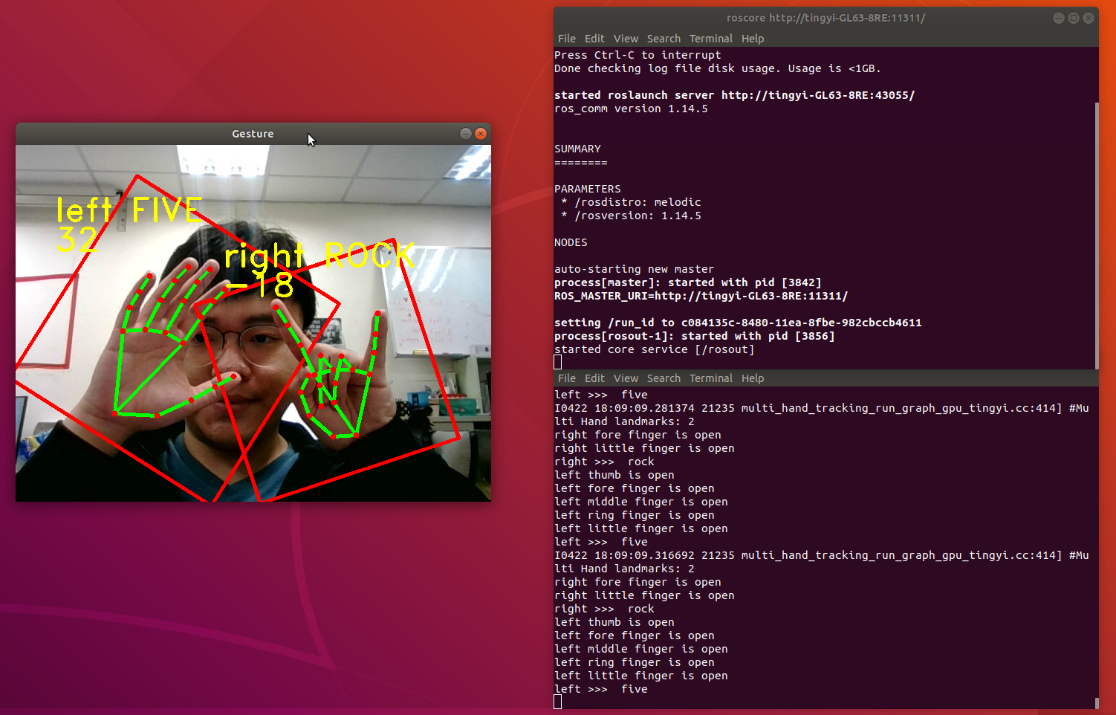 Gesture
left FIVE
32
right ROCK
-18
roscore http://tingyi-GL63-8RE:11311/
File Edit View Search Terminal Help
Press Ctrl-C to interrupt
Done checking log file disk usage. Usage is <1GB.
started roslaunch server http://tingyi-GL63-8RE:43055/
ros_comm version 1.14.5
SUMMARY
========
PARAMETERS
* /rosdistro: melodic
* /rosversion: 1.14.5
NODES
auto-starting new master
process[master]: started with pid [3842]
ROS_MASTER_URI=http://tingyi-GL63-8RE:11311/
setting /run_id to c084135c-8480-11ea-8fbe-982cbccb4611
process[rosout-1]: started with pid [3856]
started core service [/rosout]
File Edit View Search Terminal Help
left >>>  five
I0422 18:09:09.281374 21235 multi_hand_tracking_run_graph_gpu_tingyi.cc:414] #Mu
lti Hand landmarks: 2
right fore finger is open
right little finger is open
right >>>  rock
left thumb is open
left fore finger is open
left middle finger is open
left ring finger is open
left little finger is open
left >>>  five
I0422 18:09:09.316692 21235 multi_hand_tracking_run_graph_gpu_tingyi.cc:414] #Mu
lti Hand landmarks: 2
right fore finger is open
right little finger is open
right >>>  rock
left thumb is open
left fore finger is open
left middle finger is open
left ring finger is open
left little finger is open
left >>>  five